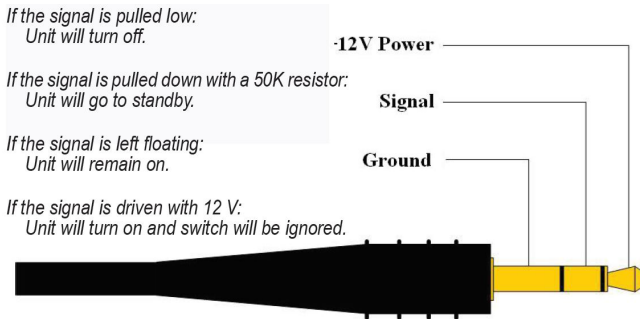 If the signal is pulled low:
Unit will turn off.
If the signal is pulled down with a 50K resistor:
Unit will go to standby.
If the signal is left floating:
Unit will remain on.
If the signal is driven with 12 V:
Unit will turn on and switch will be ignored.
-12V Power
Signal
Ground